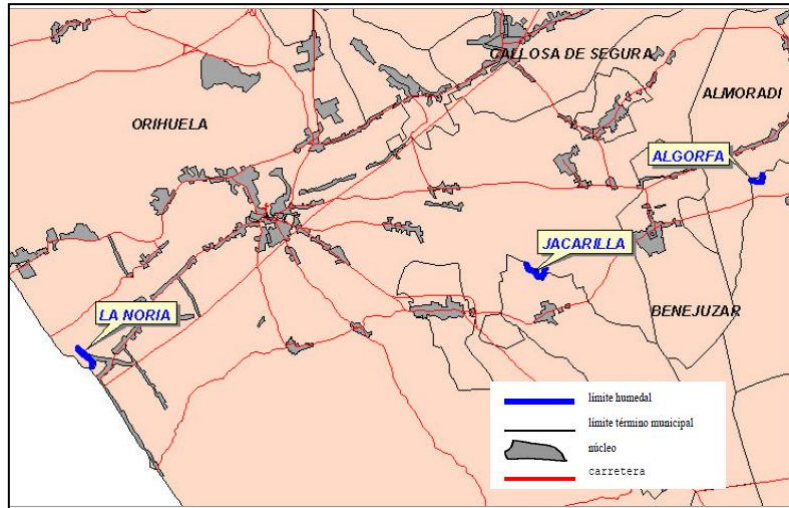 CALLOSA DE SEGURA
ALMORADI
ORIHUELA
ALGORFA
JACARILLA
LA NORIA
BENEJUZAR
límite humedal
límite término municipal
núcleo
carretera